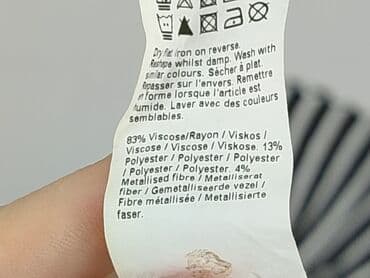 Dry flat iron on reverse.
Reshape whilst damp. Wash with
similar colours. Sécher à plat.
Repasser sur l'envers. Remettre
en forme lorsque l'article est
humide. Laver avec des couleurs
semblables.
83% Viscose/Rayon / Viskos /
Viscose / Viscose / Viskose. 13%
Polyester / Polyester / Polyester
/ Polyester / Polyester. 4%
Metallised fibre / Metalliserat
fiber / Gemetalliseerde vezel /
Fibre métallisée / Metallisierte
faser.